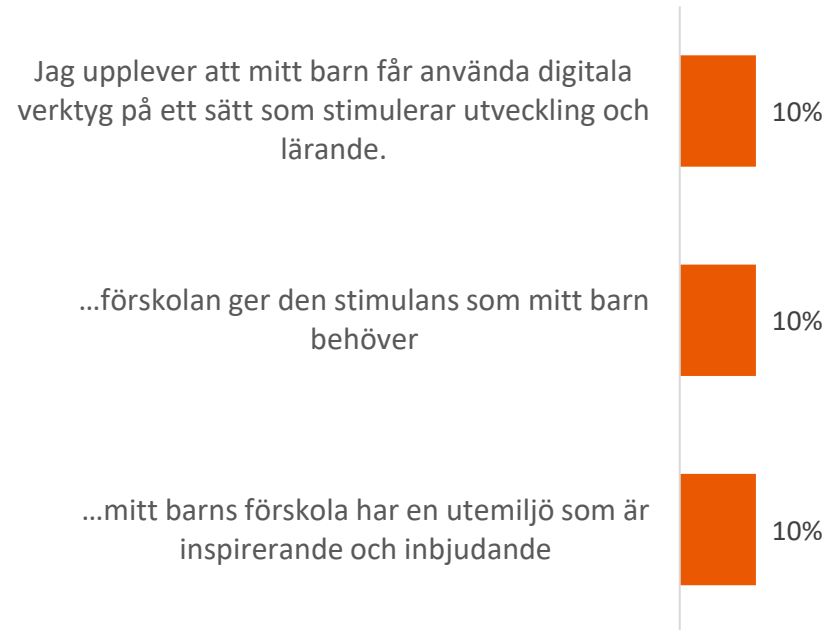 Jag upplever att mitt barn får använda digitala
verktyg på ett sätt som stimulerar utveckling och
lärande.
10%
…förskolan ger den stimulans som mitt barn
behöver
10%
…mitt barns förskola har en utemiljö som är
inspirerande och inbjudande
10%